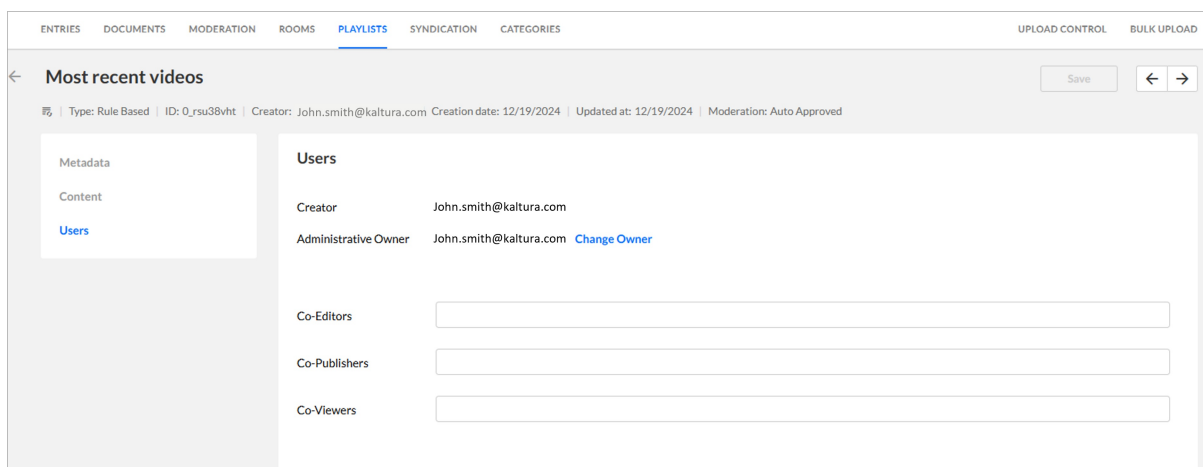 ENTRIES DOCUMENTS MODERATION ROOMS PLAYLISTS SYNDICATION CATEGORIES UPLOAD CONTROL BULK UPLOAD
Most recent videos Save
Type: Rule Based | ID: 0_rsu38vht | Creator: John.smith@kaltura.com Creation date: 12/19/2024 | Updated at: 12/19/2024 | Moderation: Auto Approved
Metadata
Content
Users
Users
Creator John.smith@kaltura.com
Administrative Owner John.smith@kaltura.com Change Owner
Co-Editors
Co-Publishers
Co-Viewers